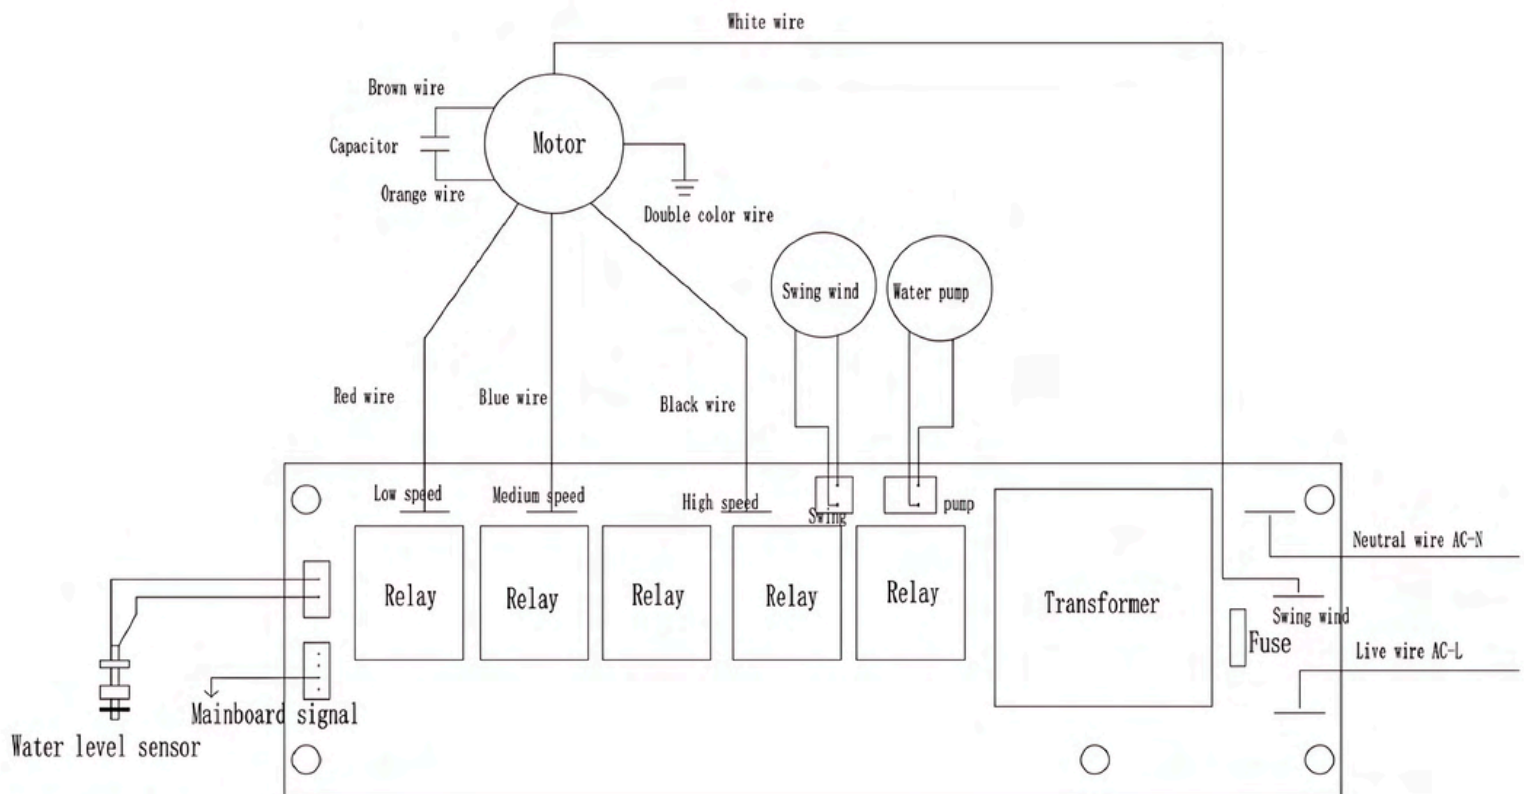 White wire
Brown wire
Capacitor
Motor
Orange wire
Double color wire
Swing wind
Water pump
Red wire
Blue wire
Black wire
Low speed
Medium speed
High speed
Swing
pump
Neutral wire AC-N
Relay
Relay
Relay
Relay
Relay
Transformer
Swing wind
Fuse
Live wire AC-L
Mainboard signal
Water level sensor